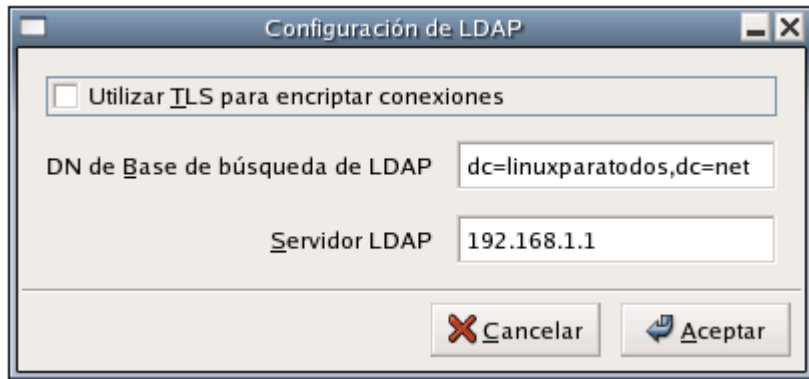 Configuración de LDAP
Utilizar TLS para encriptar conexiones
DN de Base de búsqueda de LDAP dc=linuxparatodos,dc=net
Servidor LDAP 192.168.1.1
Cancelar Aceptar